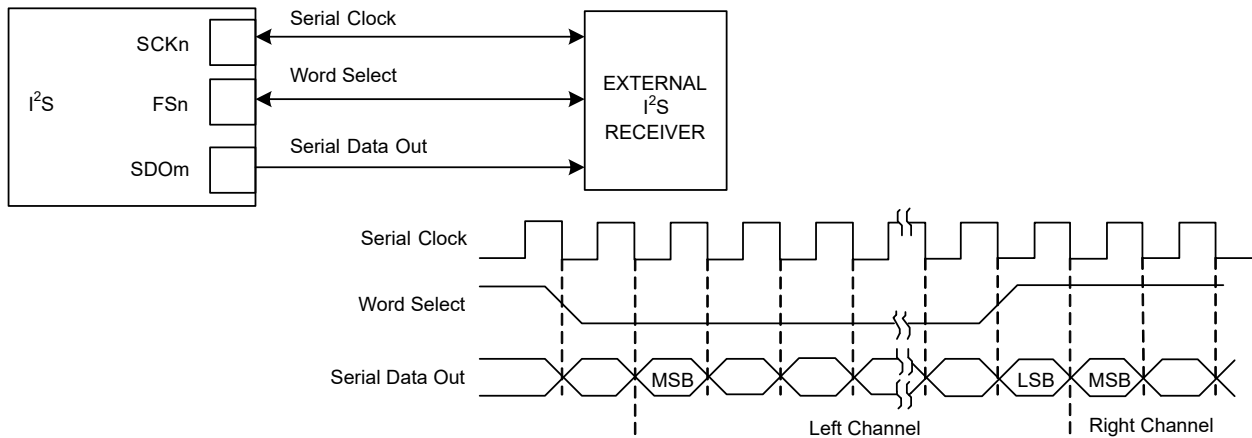 Serial Clock
SCKn
Word Select
I²S
FSn
EXTERNAL
I²S
RECEIVER
Serial Data Out
SDOm
Serial Clock
Word Select
Serial Data Out
MSB
LSB
MSB
Left Channel
Right Channel